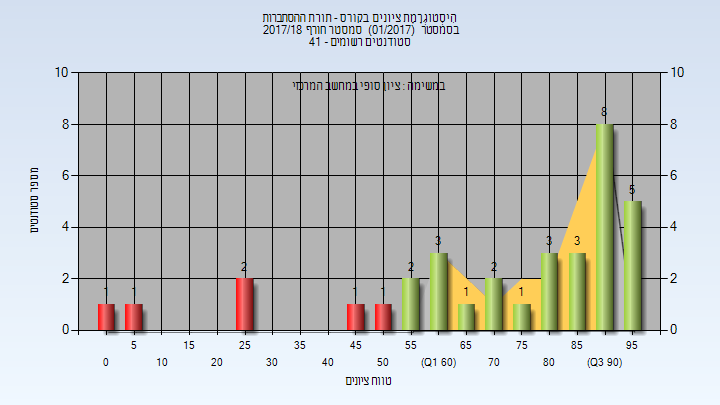 היסטוגרמת ציונים בקורס - תורת ההסתברות
בסמסטר (01/2017) סמסטר חורף 2017/18
סטודנטים רשומים - 41
במשימה : ציון סופי במחשב המרכזי
10 10
8 8
6 6
4 4
2 2
0 0
מספר סטודנטים
1 1 2 1 1 2 3 1 2 1 3 3 8 5
5 15 25 35 45 55 65 75 85 95
0 10 20 30 40 50 (Q1 60) 70 80 (Q3 90)
טווח ציונים